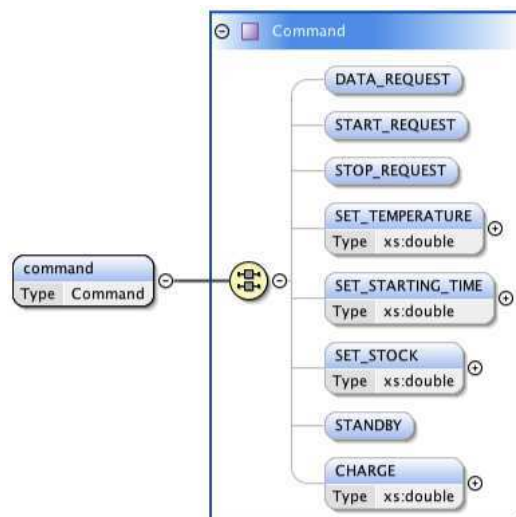 Command
DATA_REQUEST
START_REQUEST
STOP_REQUEST
SET_TEMPERATURE
Type xs:double
command
Type Command
SET_STARTING_TIME
Type xs:double
SET_STOCK
Type xs:double
STANDBY
CHARGE
Type xs:double